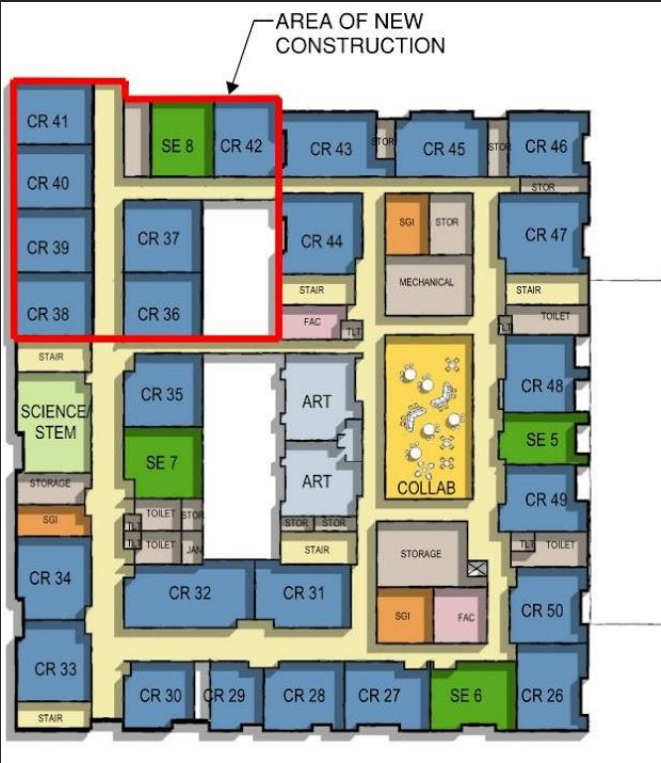 AREA OF NEW
CONSTRUCTION
CR 41
SE 8
CR 42
CR 43
STOR
CR 45
STOR
CR 46
CR 40
STOR
CR 39
CR 37
CR 44
SGI
STOR
CR 47
MECHANICAL
STAIR
STAIR
CR 38
CR 36
FAC
TLT
TLT
TOILET
STAIR
CR 35
ART
CR 48
SCIENCE/
STEM
SE 7
SE 5
ART
COLLAB
STORAGE
CR 49
SGI
TLT
TOILET
STOR
STOR
STOR
TLT
TOILET
JAN
STAIR
STORAGE
TLT
TOILET
CR 34
CR 32
CR 31
SGI
FAC
CR 50
CR 33
CR 30
CR 29
CR 28
CR 27
SE 6
CR 26
STAIR